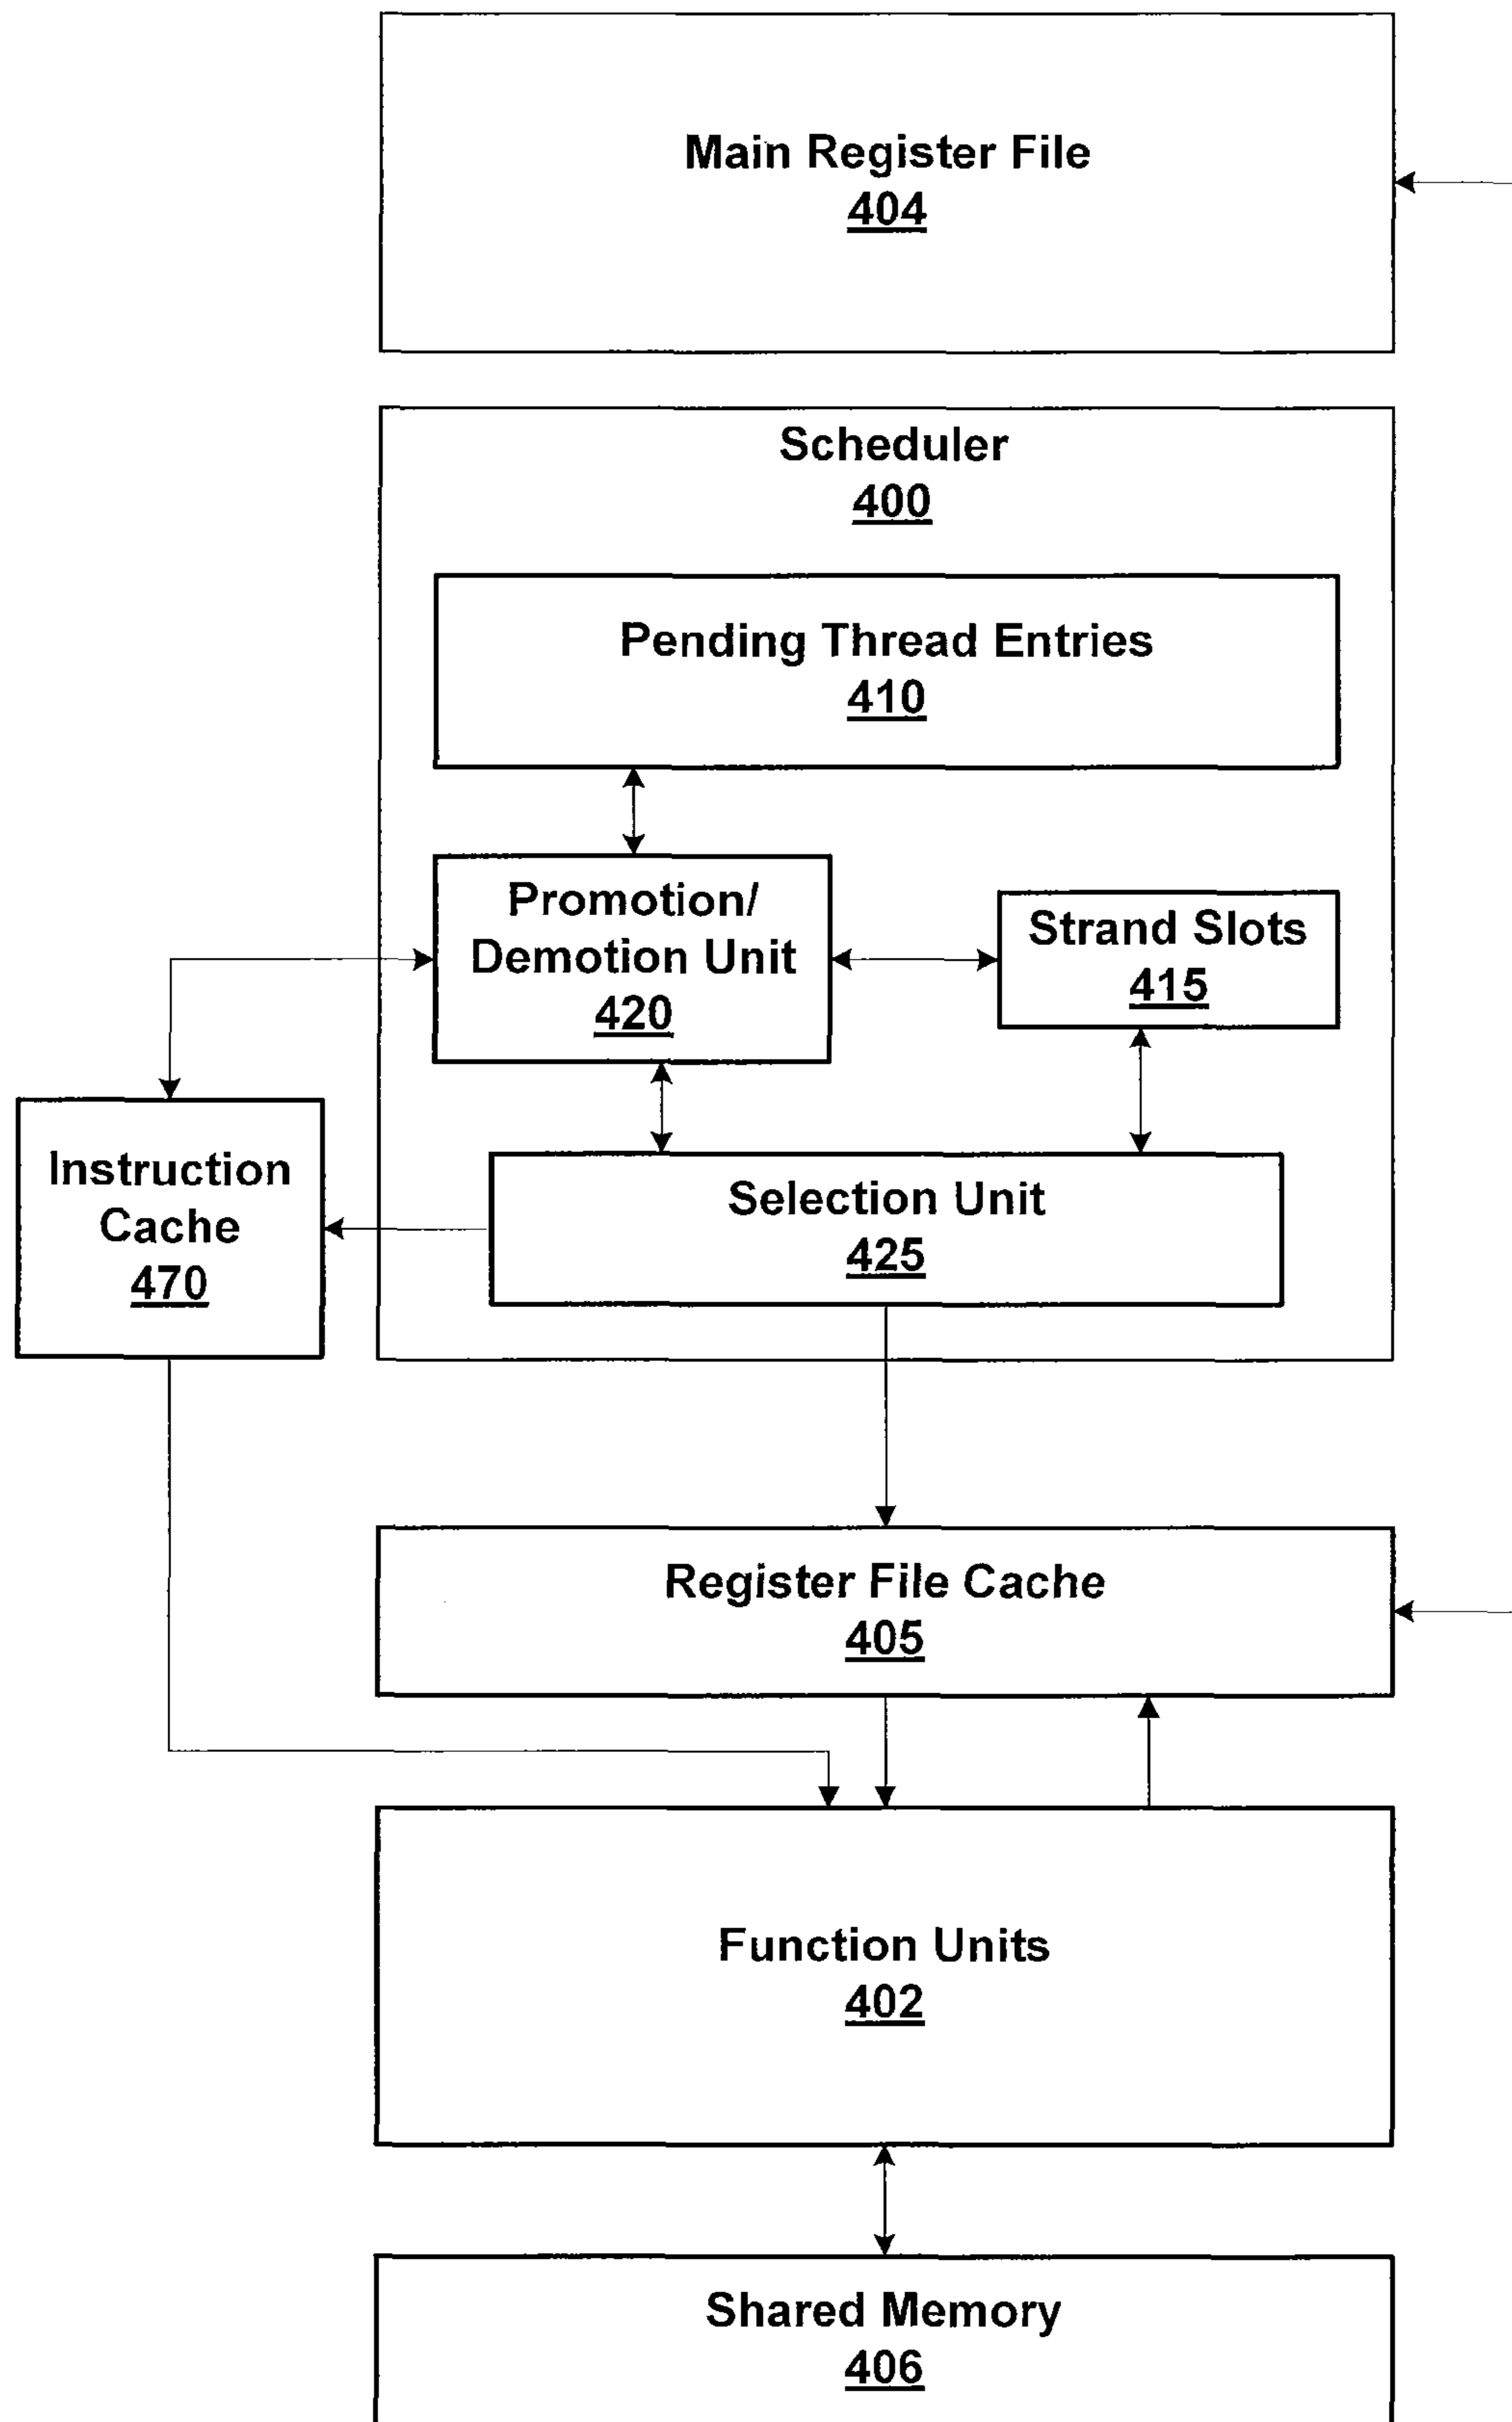 Main Register File
404
Scheduler
400
Pending Thread Entries
410
Promotion/
Demotion Unit
420
Strand Slots
415
Instruction
Cache
470
Selection Unit
425
Register File Cache
405
Function Units
402
Shared Memory
406